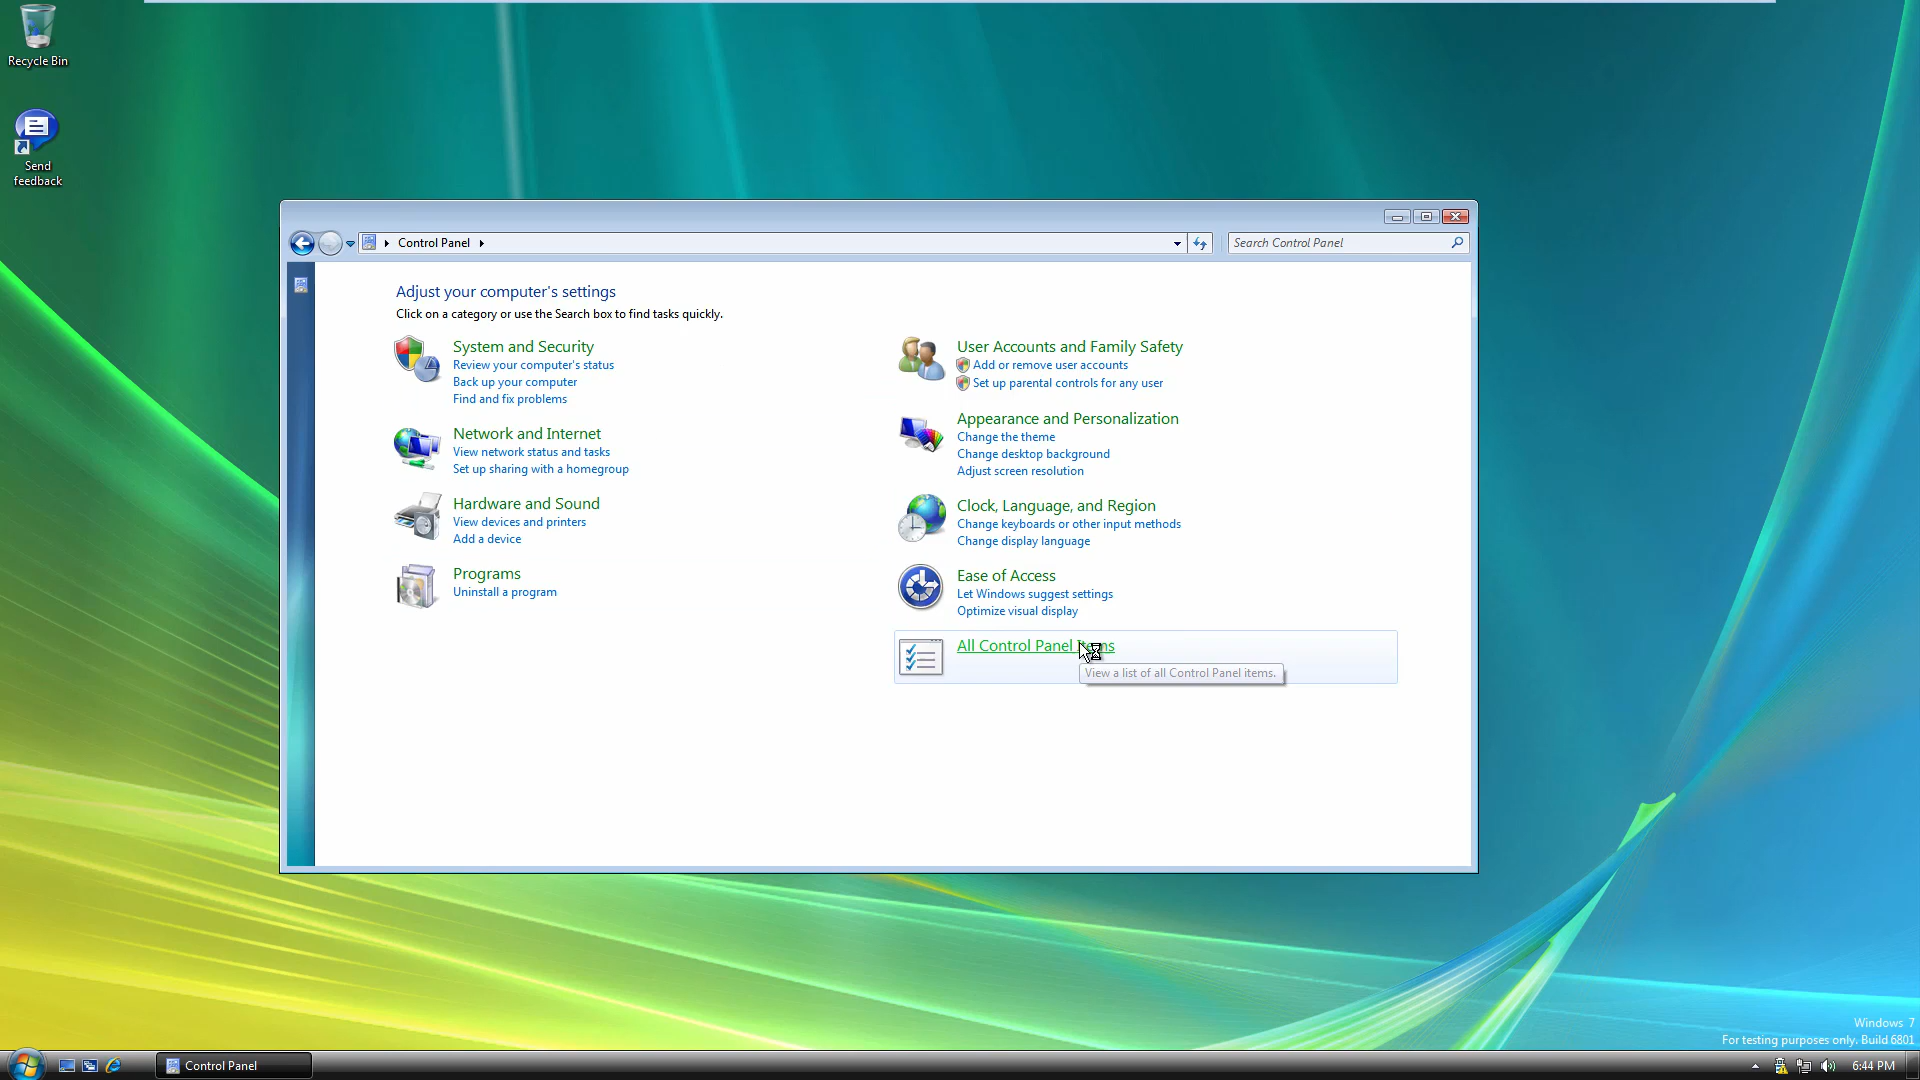 Recycle Bin
Send
feedback
Control Panel
Search Control Panel
Adjust your computer's settings
Click on a category or use the Search box to find tasks quickly.
System and Security
Review your computer's status
Back up your computer
Find and fix problems
Network and Internet
View network status and tasks
Set up sharing with a homegroup
Hardware and Sound
View devices and printers
Add a device
Programs
Uninstall a program
User Accounts and Family Safety
Add or remove user accounts
Set up parental controls for any user
Appearance and Personalization
Change the theme
Change desktop background
Adjust screen resolution
Clock, Language, and Region
Change keyboards or other input methods
Change display language
Ease of Access
Let Windows suggest settings
Optimize visual display
All Control Panel Items
View a list of all Control Panel items.
Windows 7
For testing purposes only. Build 6801
Control Panel
6:44 PM